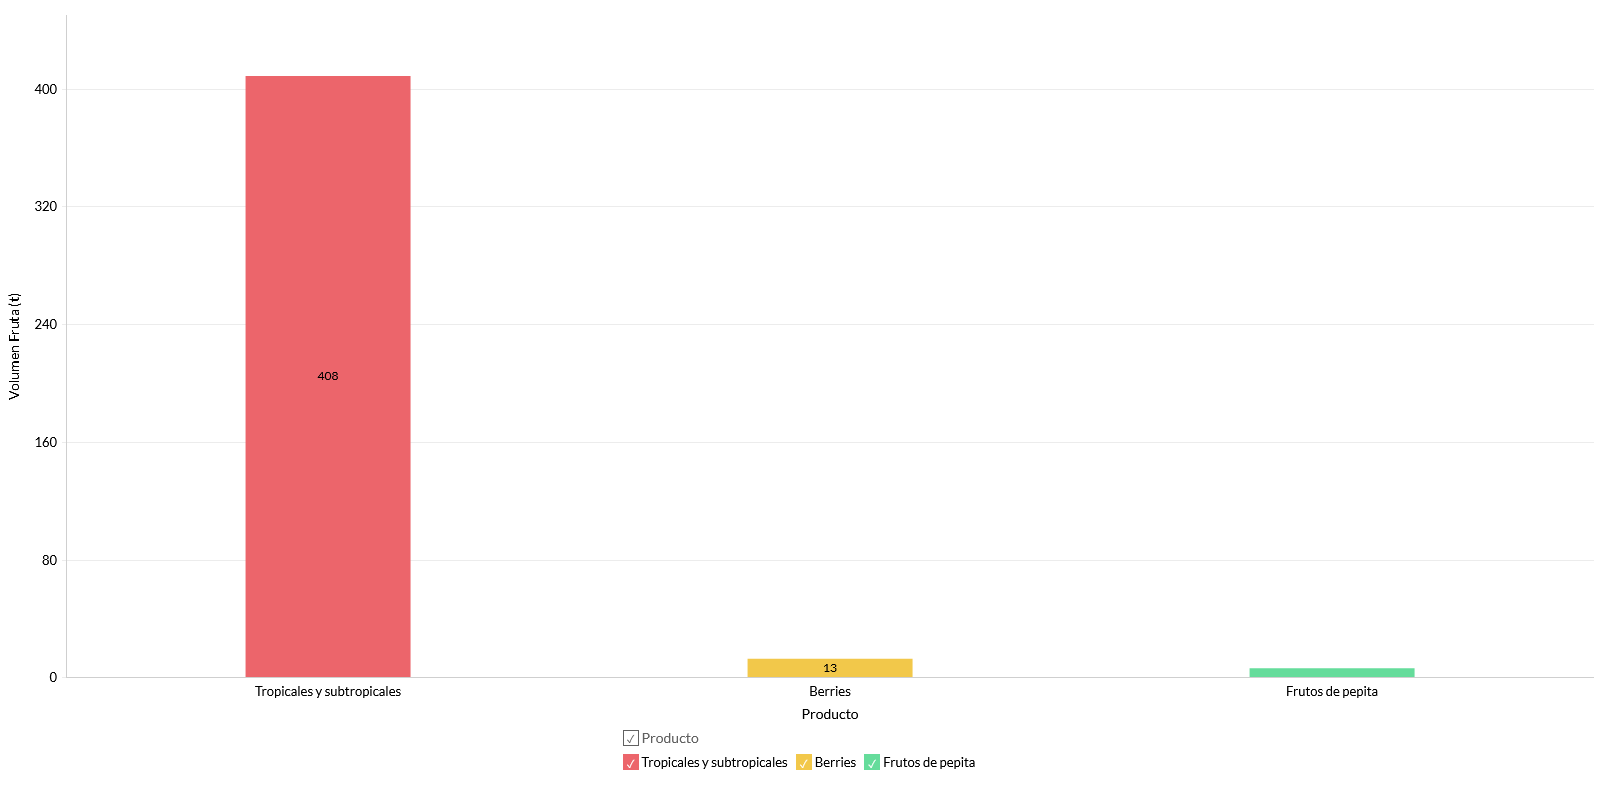 Volumen Fruta (t)
400
320
240
160
80
0
408
13
Tropicales y subtropicales
Berries
Frutos de pepita
Producto
Producto
Tropicales y subtropicales Berries Frutos de pepita